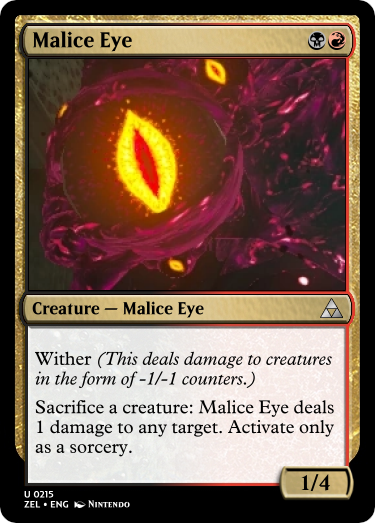 Malice Eye
Creature — Malice Eye
Wither (This deals damage to creatures
in the form of -1/-1 counters.)
Sacrifice a creature: Malice Eye deals
1 damage to any target. Activate only
as a sorcery.
1/4
U 0215
ZEL • ENG Nintendo